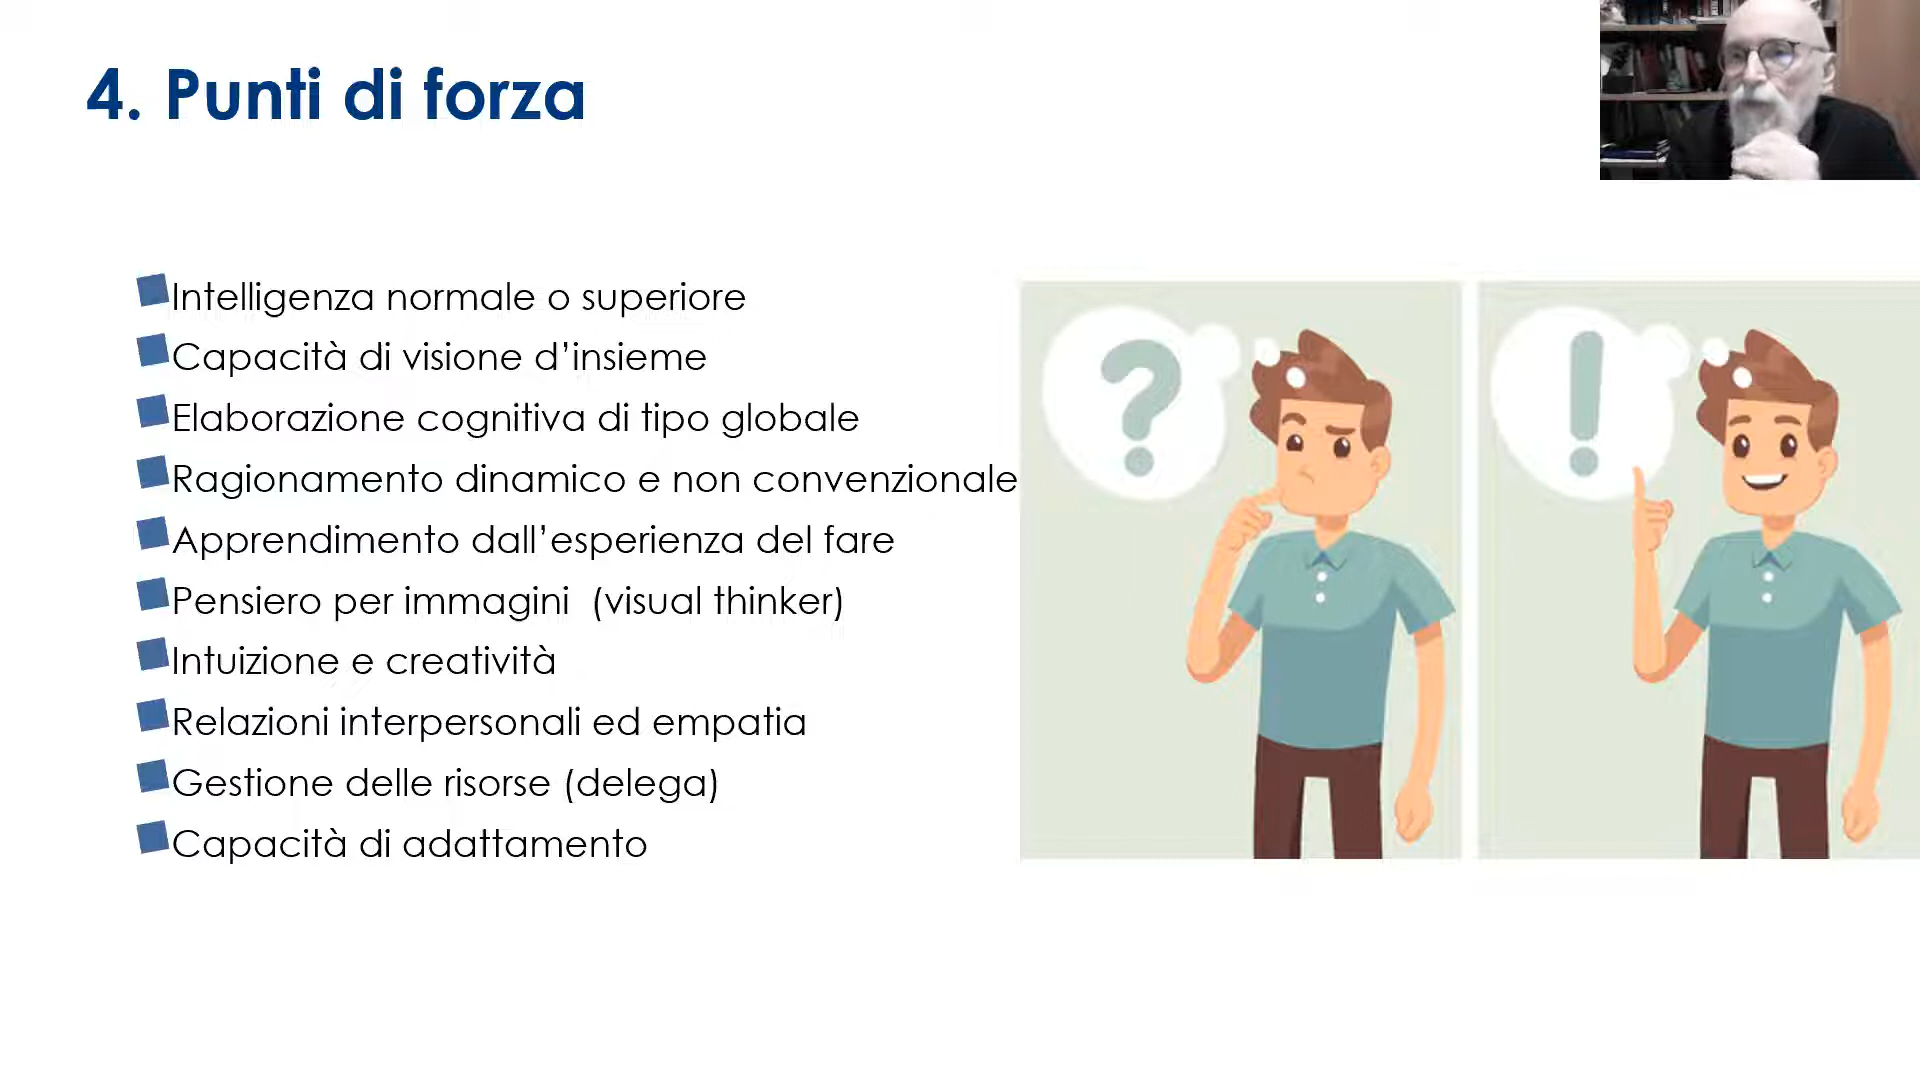 4. Punti di forza
Intelligenza normale o superiore
Capacità di visione d’insieme
Elaborazione cognitiva di tipo globale
Ragionamento dinamico e non convenzionale
Apprendimento dall’esperienza del fare
Pensiero per immagini  (visual thinker)
Intuizione e creatività
Relazioni interpersonali ed empatia
Gestione delle risorse (delega)
Capacità di adattamento
? !